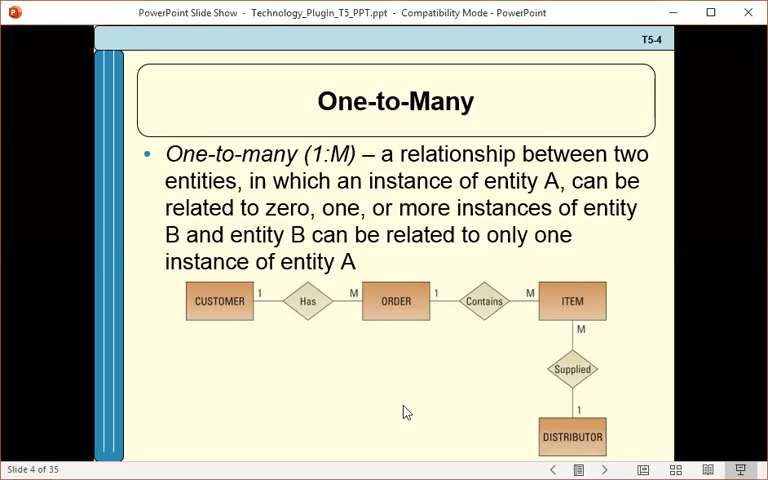 PowerPoint Slide Show - Technology_PlugIn_T5_PPT.ppt - Compatibility Mode - PowerPoint
T5-4
One-to-Many
• One-to-many (1:M) – a relationship between two
entities, in which an instance of entity A, can be
related to zero, one, or more instances of entity
B and entity B can be related to only one
instance of entity A
CUSTOMER 1 Has M ORDER 1 Contains M ITEM
M
Supplied
1
DISTRIBUTOR
Slide 4 of 35